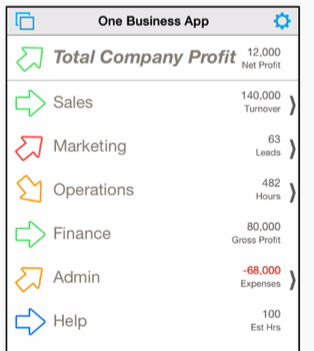 One Business App
Total Company Profit 12,000
Net Profit
Sales 140,000
Turnover
Marketing 63
Leads
Operations 482
Hours
Finance 80,000
Gross Profit
Admin -68,000
Expenses
Help 100
Est Hrs